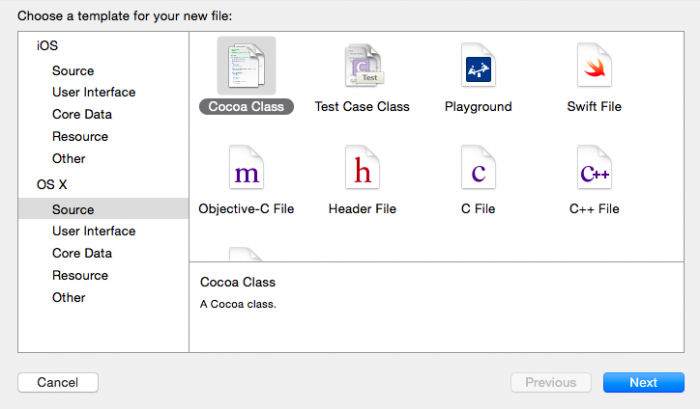 Choose a template for your new file:
iOS
Source
User Interface
Core Data
Resource
Other
OS X
Source
User Interface
Core Data
Resource
Other
Test
Cocoa Class
Test Case Class
Playground
Swift File
m
h
c
C++
Objective-C File
Header File
C File
C++ File
Cocoa Class
A Cocoa class.
Cancel
Previous
Next